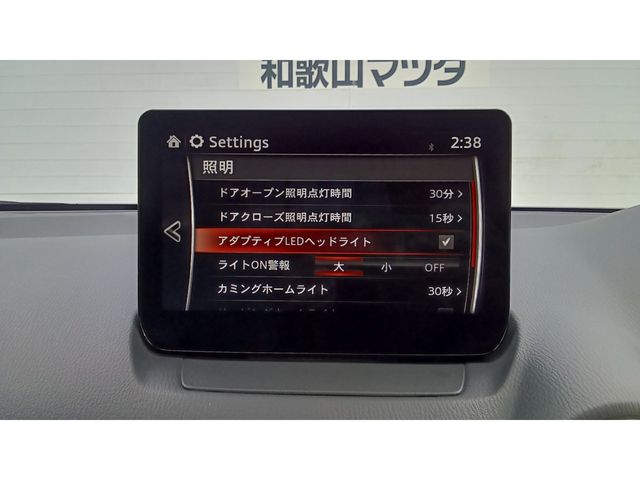 和歌山マツダ
Settings 2:38
照明
ドアオープン照明点灯時間 30分
ドアクローズ照明点灯時間 15秒
アダプティブLEDヘッドライト
ライトON警報 大 小 OFF
カミングホームライト 30秒